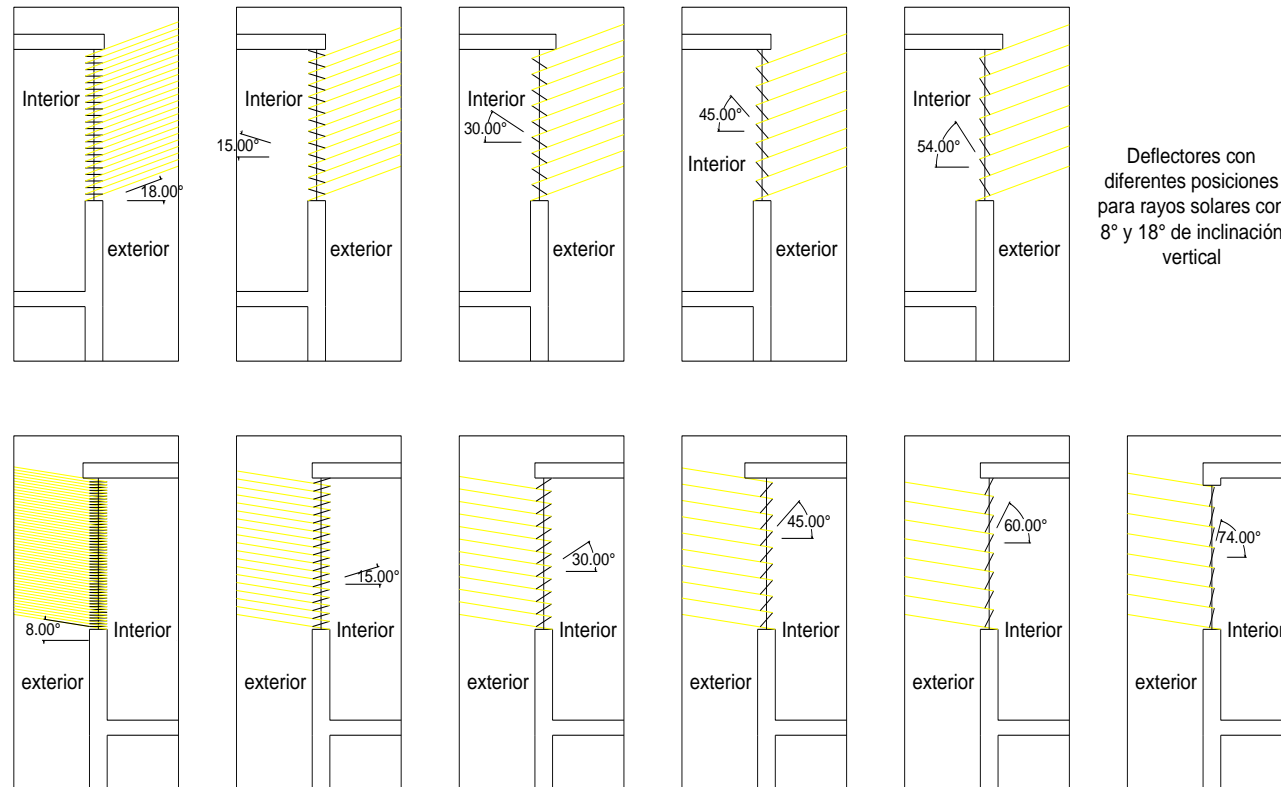 Interior
18.00°
exterior
Interior
15.00°
exterior
Interior
30.00°
exterior
45.00°
Interior
exterior
Interior
54.00°
exterior
Deflectores con
diferentes posiciones
para rayos solares con
8° y 18° de inclinación
vertical
8.00°
Interior
exterior
15.00°
Interior
exterior
30.00°
Interior
exterior
45.00°
Interior
exterior
60.00°
Interior
exterior
74.00°
Interior
exterior